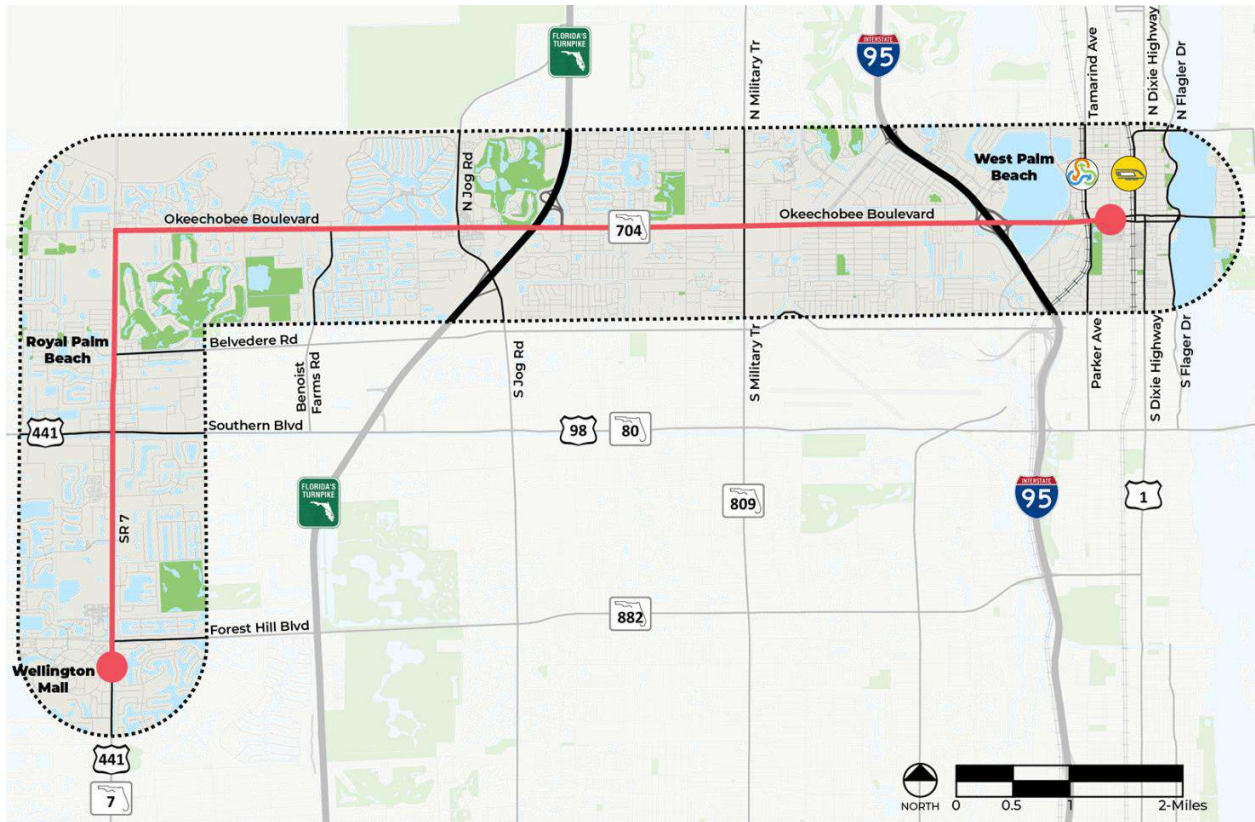 FLORIDA'S
TURNPIKE
INTERSTATE
95
N Military Tr
Tamarind Ave
N Dixie Highway
N Flagler Dr
N Jog Rd
West Palm
Beach
Okeechobee Boulevard
704
Okeechobee Boulevard
Royal Palm
Beach
Belvedere Rd
Benoist
Farms Rd
S Jog Rd
S Military Tr
Parker Ave
S Dixie Highway
S Flager Dr
441
Southern Blvd
98
80
FLORIDA'S
TURNPIKE
809
INTERSTATE
95
1
SR 7
Forest Hill Blvd
882
Wellington
Mall
441
7
NORTH
0
0.5
1
2-Miles